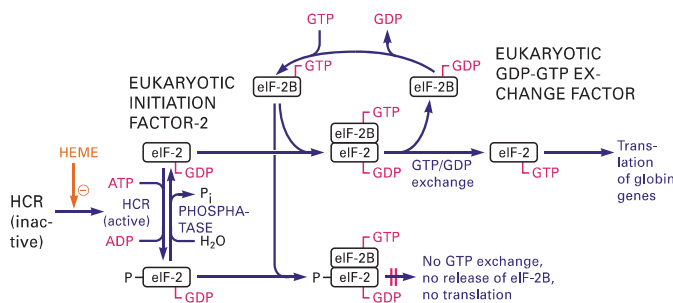 GTP
GDP
GTP
eIF-2B
GDP
eIF-2B
EUKARYOTIC
GDP-GTP EX-
CHANGE FACTOR
EUKARYOTIC
INITIATION
FACTOR-2
GTP
eIF-2B
eIF-2
GDP
eIF-2
GDP
GTP/GDP
exchange
eIF-2
GTP
Trans-
lation
of globin
genes
HEME
⊖
HCR
(inac-
tive)
ATP
HCR
(active)
ADP
Pi
PHOSPHA-
TASE
H2O
P
eIF-2
GDP
GTP
eIF-2B
P
eIF-2
GDP
No GTP exchange,
no release of eIF-2B,
no translation